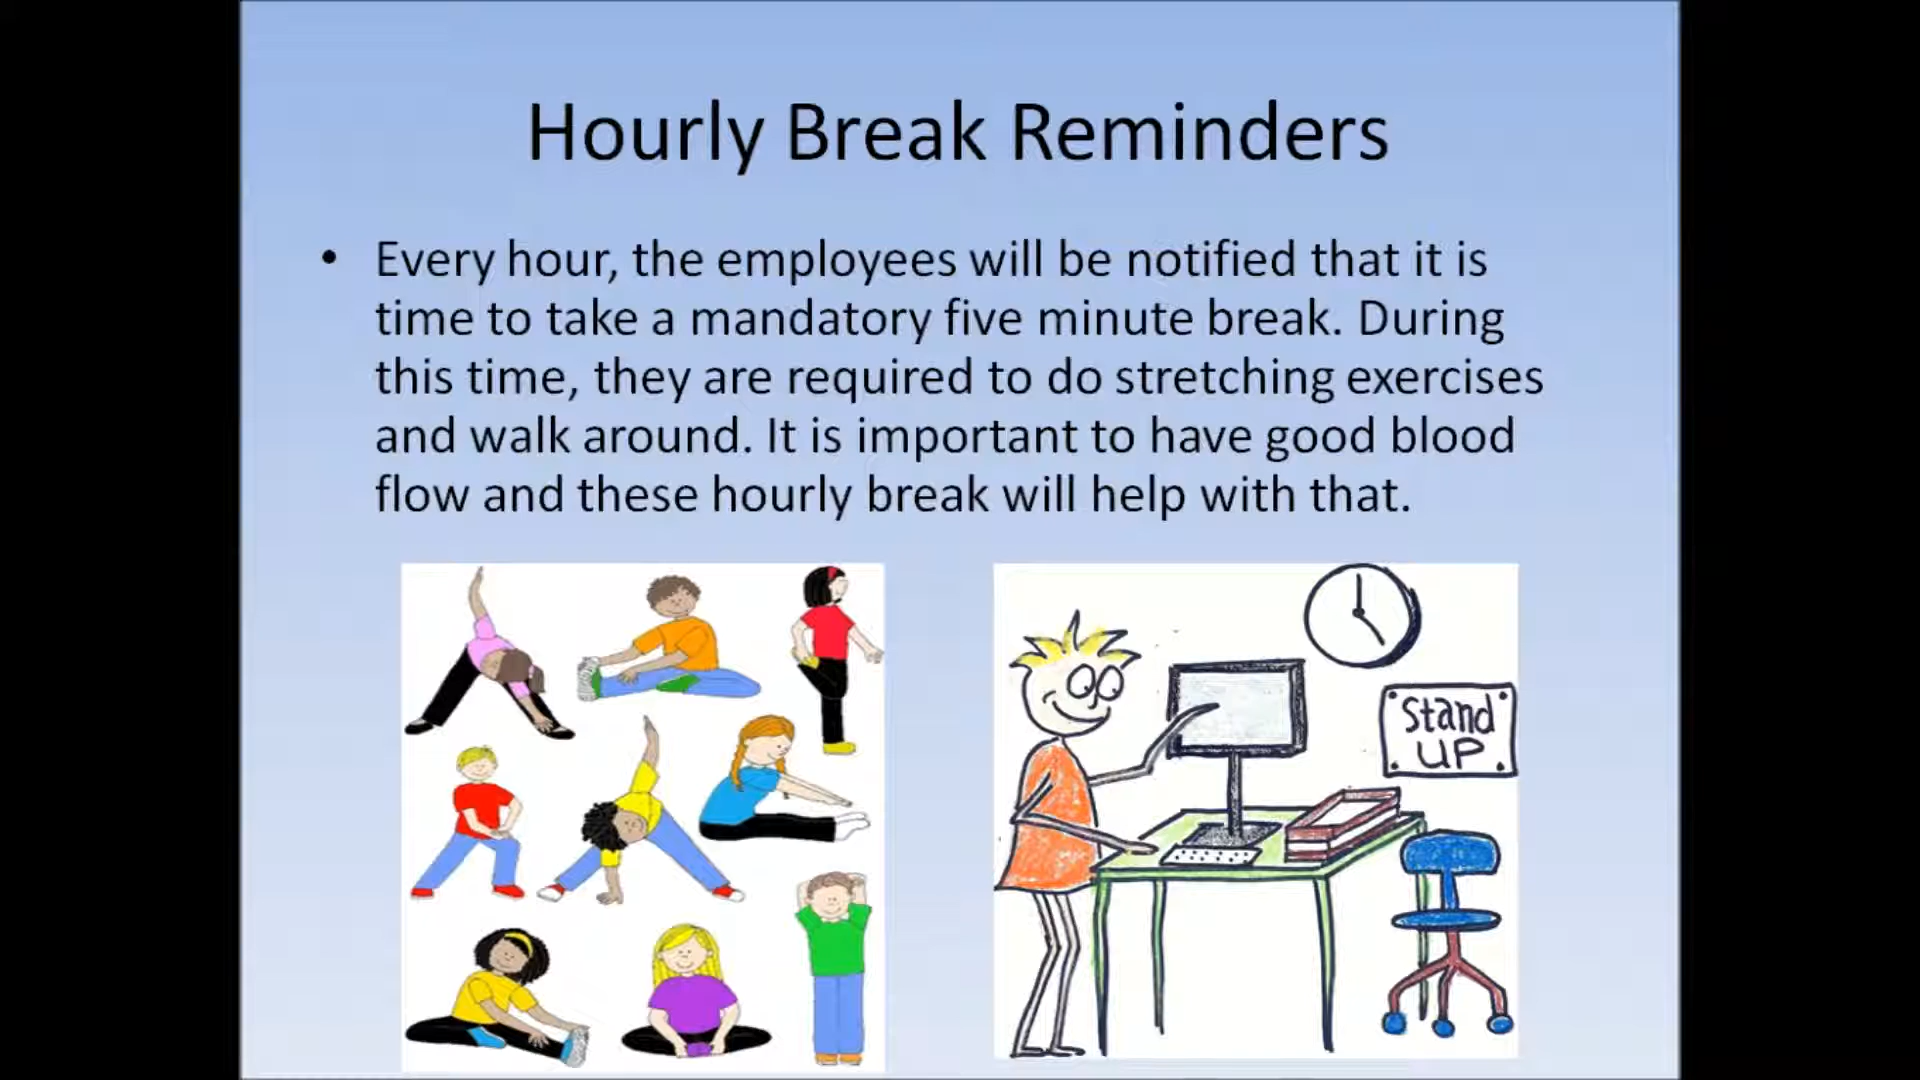 Hourly Break Reminders
• Every hour, the employees will be notified that it is
time to take a mandatory five minute break. During
this time, they are required to do stretching exercises
and walk around. It is important to have good blood
flow and these hourly break will help with that.
Stand
UP